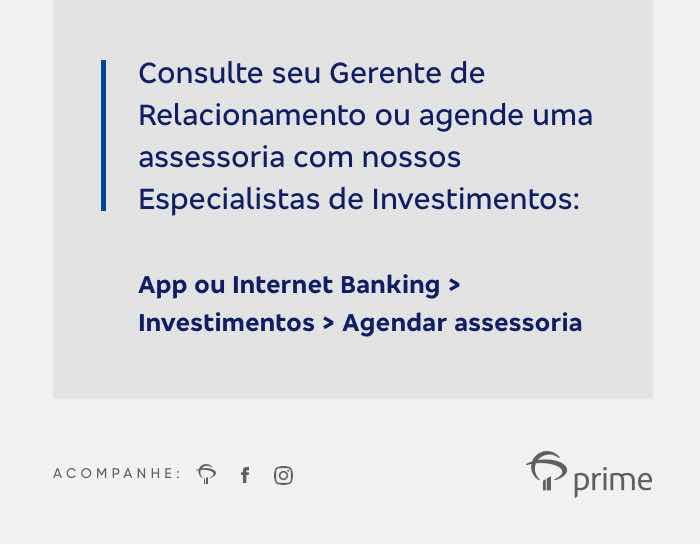 Consulte seu Gerente de
Relacionamento ou agende uma
assessoria com nossos
Especialistas de Investimentos:
App ou Internet Banking >
Investimentos > Agendar assessoria
ACOMPANHE:
prime